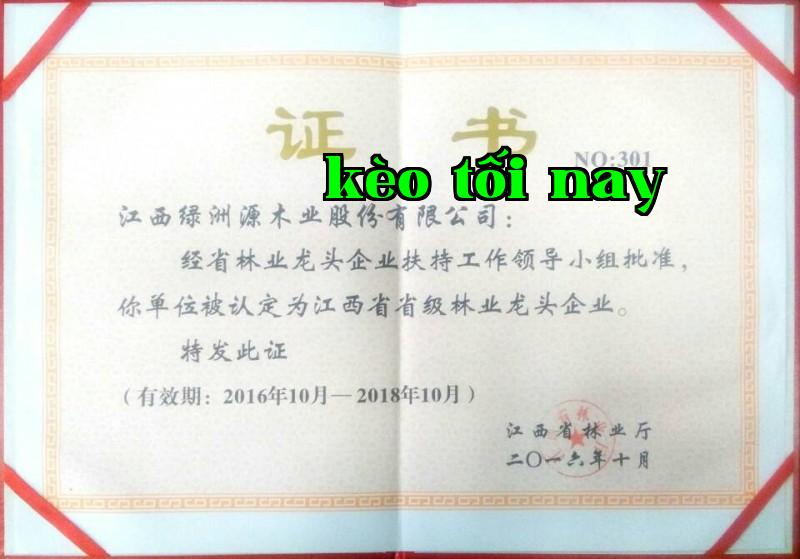 证 书
NO:301
kèo tối nay
江西绿洲源木业股份有限公司：
经省林业龙头企业扶持工作领导小组批准，
你单位被认定为江西省省级林业龙头企业。
特发此证
（有效期：2016年10月—2018年10月）
江西省林业厅
二〇一六年十月